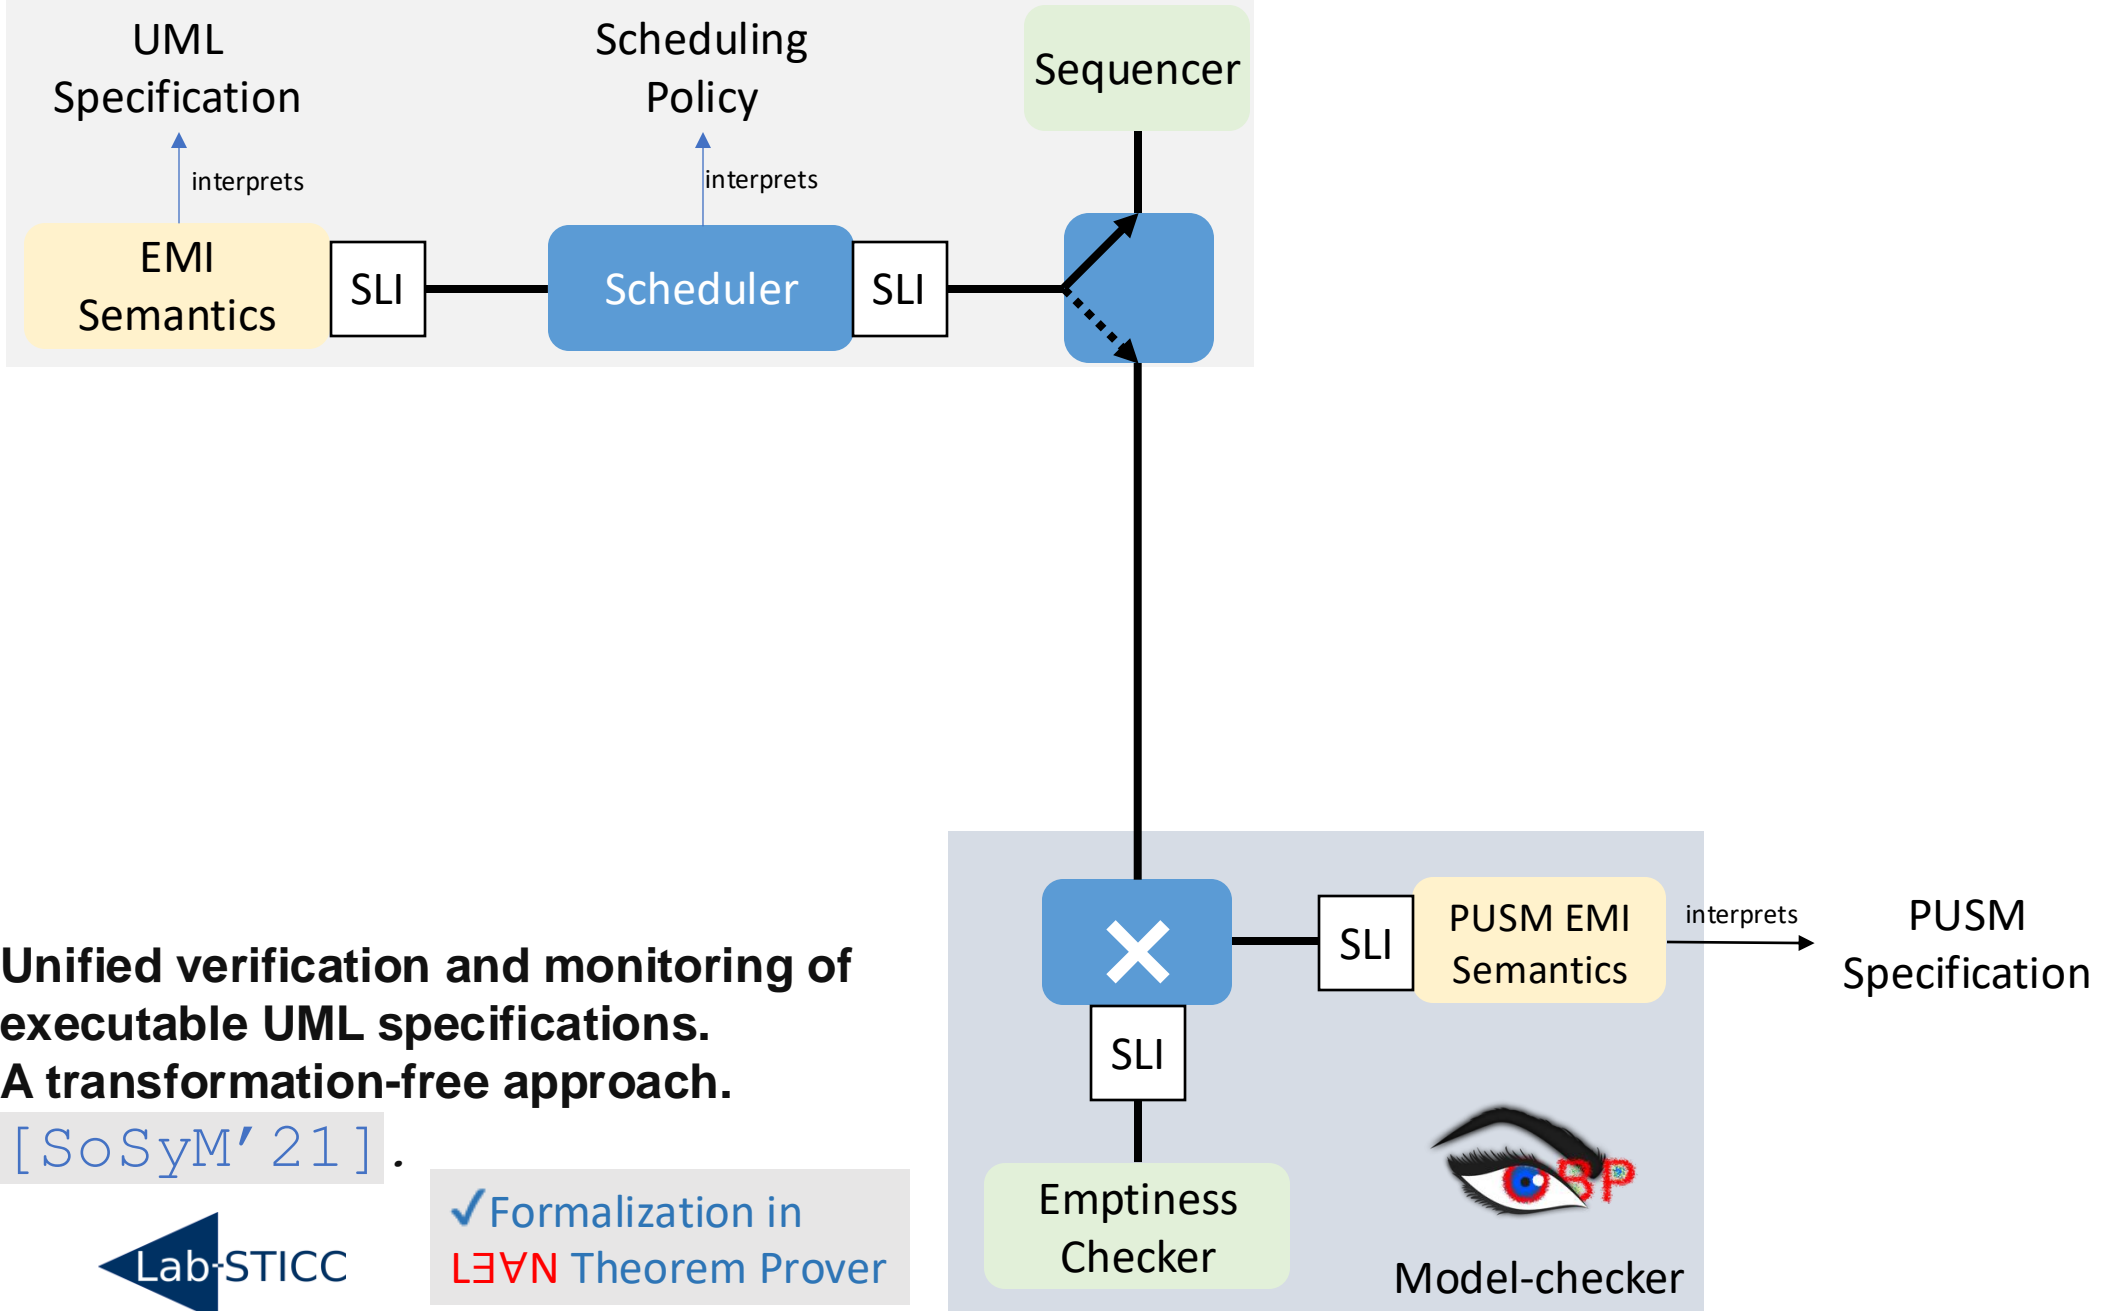 UML
Specification
Scheduling
Policy
Sequencer
interprets
interprets
EMI
Semantics
SLI
Scheduler
SLI
×
SLI
PUSM EMI
Semantics
interprets
PUSM
Specification
SLI
Emptiness
Checker
BP
Model-checker
Unified verification and monitoring of
executable UML specifications.
A transformation-free approach.
[SoSyM’21].
Lab-STICC
✓Formalization in
L∃∀N Theorem Prover